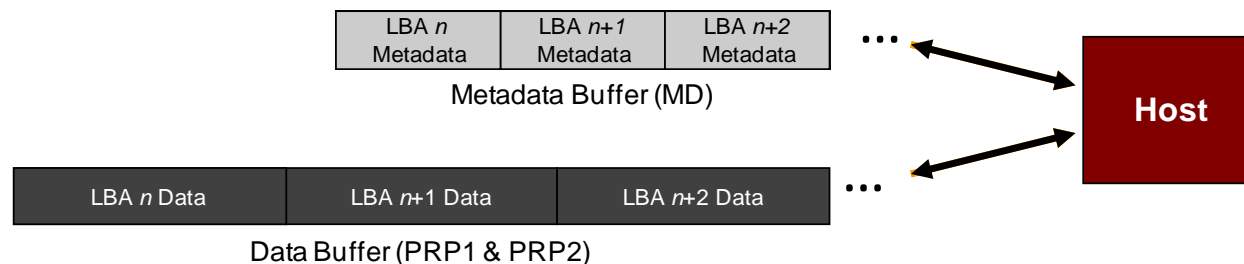 LBA n LBA n+1 LBA n+2
Metadata Metadata Metadata ...
Metadata Buffer (MD)
Host
LBA n Data LBA n+1 Data LBA n+2 Data ...
Data Buffer (PRP1 & PRP2)